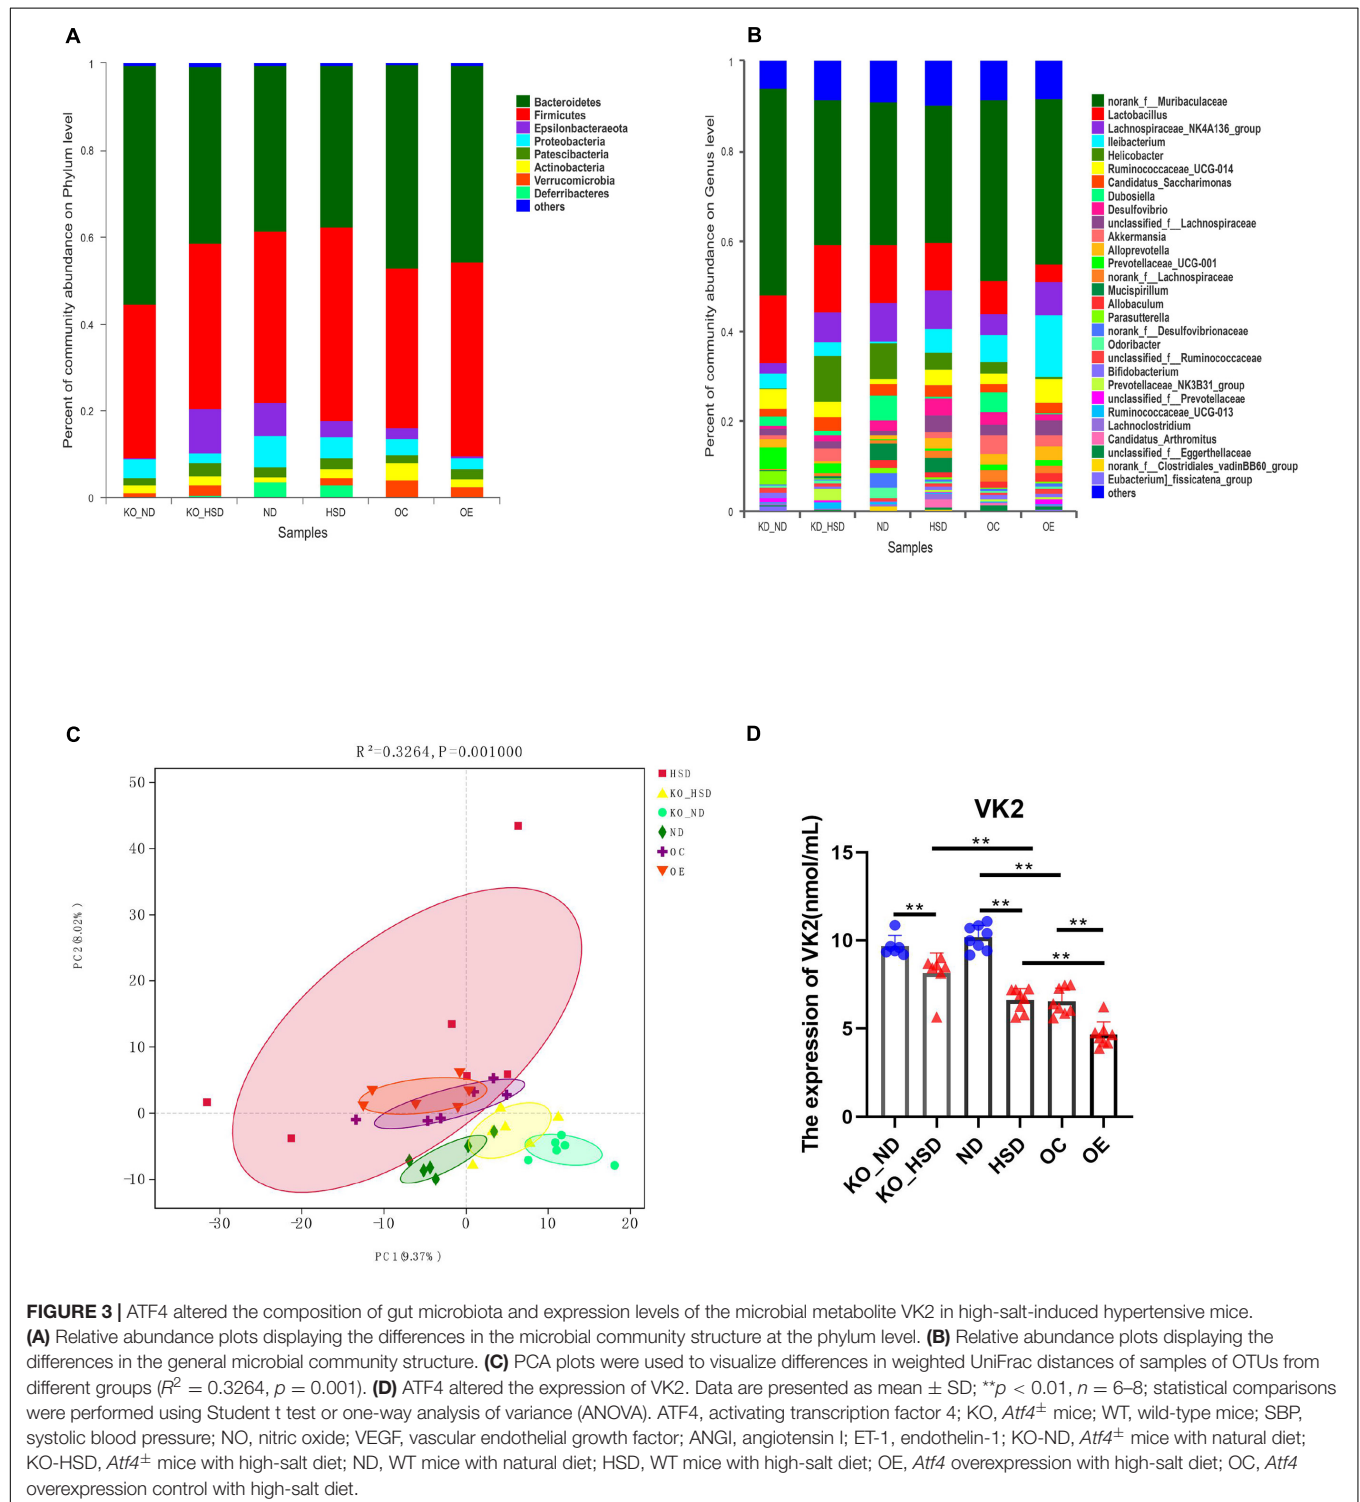 A
Percent of community abundance on Phylum level
1
0.8
0.6
0.4
0.2
0
KO_ND
KO_HSD
ND
HSD
OC
OE
Samples
Bacteroidetes
Firmicutes
Epsilonbacteraeota
Proteobacteria
Patescibacteria
Actinobacteria
Verrucomicrobia
Deferribacteres
others
B
Percent of community abundance on Genus level
1
0.8
0.6
0.4
0.2
0
KD_ND
KD_HSD
ND
HSD
OC
OE
Samples
norank_f__Muribaculaceae
Lactobacillus
Lachnospiraceae_NK4A136_group
Ileibacterium
Helicobacter
Ruminococcaceae_UCG-014
Candidatus_Saccharimonas
Dubosiella
Desulfovibrio
unclassified_f__Lachnospiraceae
Akkermansia
Alloprevotella
Prevotellaceae_UCG-001
norank_f__Lachnospiraceae
Mucispirillum
Allobaculum
Parasutterella
norank_f__Desulfovibrionaceae
Odoribacter
unclassified_f__Ruminococcaceae
Bifidobacterium
Prevotellaceae_NK3B31_group
unclassified_f__Prevotellaceae
Ruminococcaceae_UCG-013
Lachnoclostridium
Candidatus_Arthromitus
unclassified_f__Eggerthellaceae
norank_f__Clostridiales_vadinBB60_group
Eubacterium]_fissicatena_group
others
C
R²=0.3264, P=0.001000
PC2(8.02%)
50
40
30
20
10
0
-10
-30
-20
-10
0
10
20
PC1(9.37%)
HSD
KO_HSD
KO_ND
ND
OC
OE
D
VK2
The expression of VK2(nmol/mL)
15
10
5
0
**
**
**
**
**
**
KO_ND
KO_HSD
ND
HSD
OC
OE
FIGURE 3 | ATF4 altered the composition of gut microbiota and expression levels of the microbial metabolite VK2 in high-salt-induced hypertensive mice.
(A) Relative abundance plots displaying the differences in the microbial community structure at the phylum level. (B) Relative abundance plots displaying the
differences in the general microbial community structure. (C) PCA plots were used to visualize differences in weighted UniFrac distances of samples of OTUs from
different groups (R² = 0.3264, p = 0.001). (D) ATF4 altered the expression of VK2. Data are presented as mean ± SD; **p < 0.01, n = 6–8; statistical comparisons
were performed using Student t test or one-way analysis of variance (ANOVA). ATF4, activating transcription factor 4; KO, Atf4± mice; WT, wild-type mice; SBP,
systolic blood pressure; NO, nitric oxide; VEGF, vascular endothelial growth factor; ANGI, angiotensin I; ET-1, endothelin-1; KO-ND, Atf4± mice with natural diet;
KO-HSD, Atf4± mice with high-salt diet; ND, WT mice with natural diet; HSD, WT mice with high-salt diet; OE, Atf4 overexpression with high-salt diet; OC, Atf4
overexpression control with high-salt diet.